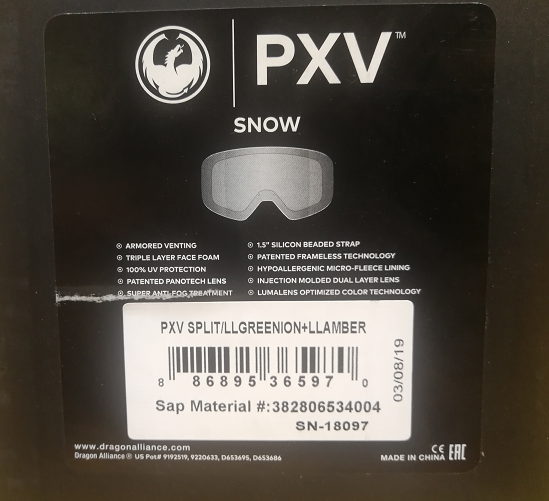 PXV™
SNOW
ARMORED VENTING
TRIPLE LAYER FACE FOAM
100% UV PROTECTION
PATENTED PANOTECH LENS
SUPER ANTI-FOG TREATMENT
1.5" SILICON BEADED STRAP
PATENTED FRAMELESS TECHNOLOGY
HYPOALLERGENIC MICRO-FLEECE LINING
INJECTION MOLDED DUAL LAYER LENS
LUMALENS OPTIMIZED COLOR TECHNOLOGY
PXV SPLIT/LLGREENION+LLAMBER
8 86895 36597 0
03/08/19
Sap Material #:382806534004
SN-18097
www.dragonalliance.com
Dragon Alliance ® US Pat# 9192519, 9220633, D653695, D653686
CE EAC
MADE IN CHINA